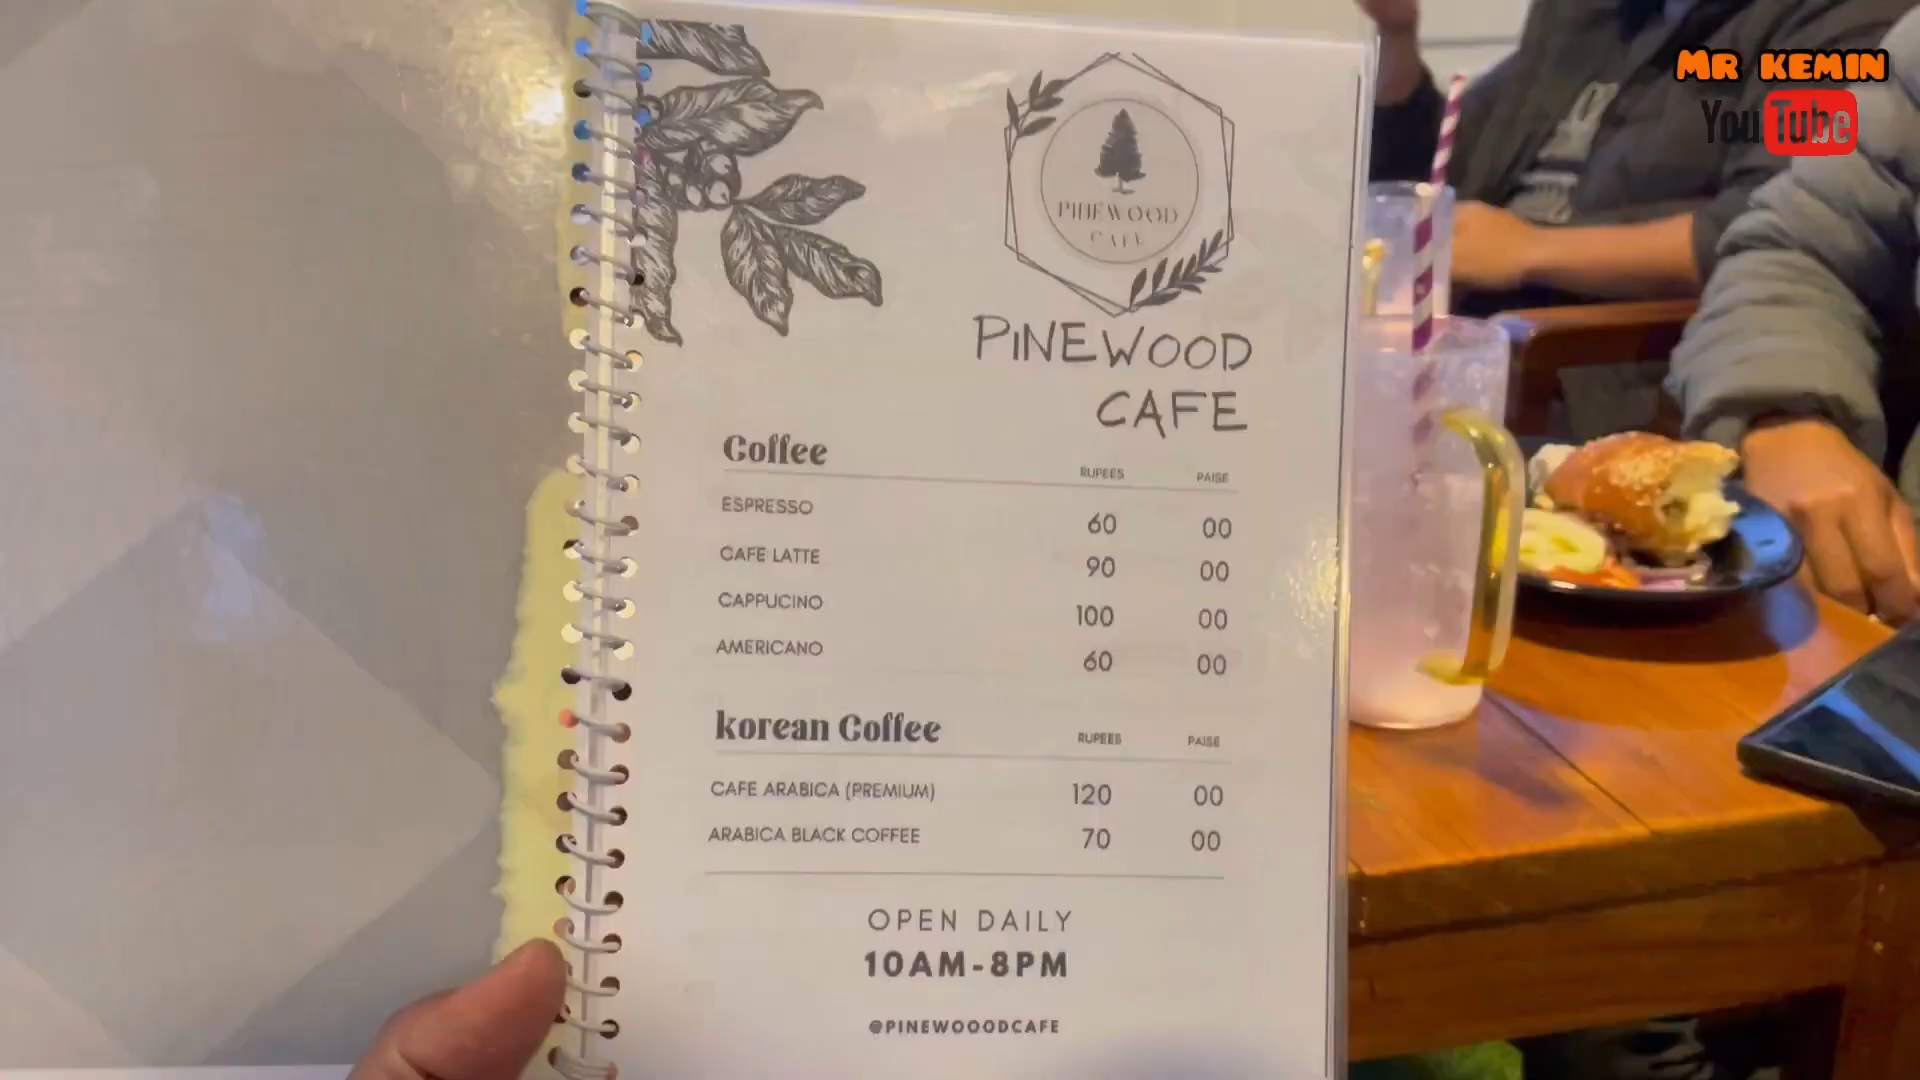 MR KEMIN
YouTube
PINEWOOD
CAFE
PINEWOOD
CAFE
Coffee RUPEES PAISE
ESPRESSO 60 00
CAFE LATTE 90 00
CAPPUCINO 100 00
AMERICANO 60 00
korean Coffee RUPEES PAISE
CAFE ARABICA (PREMIUM) 120 00
ARABICA BLACK COFFEE 70 00
OPEN DAILY
10AM-8PM
@PINEWOOODCAFE